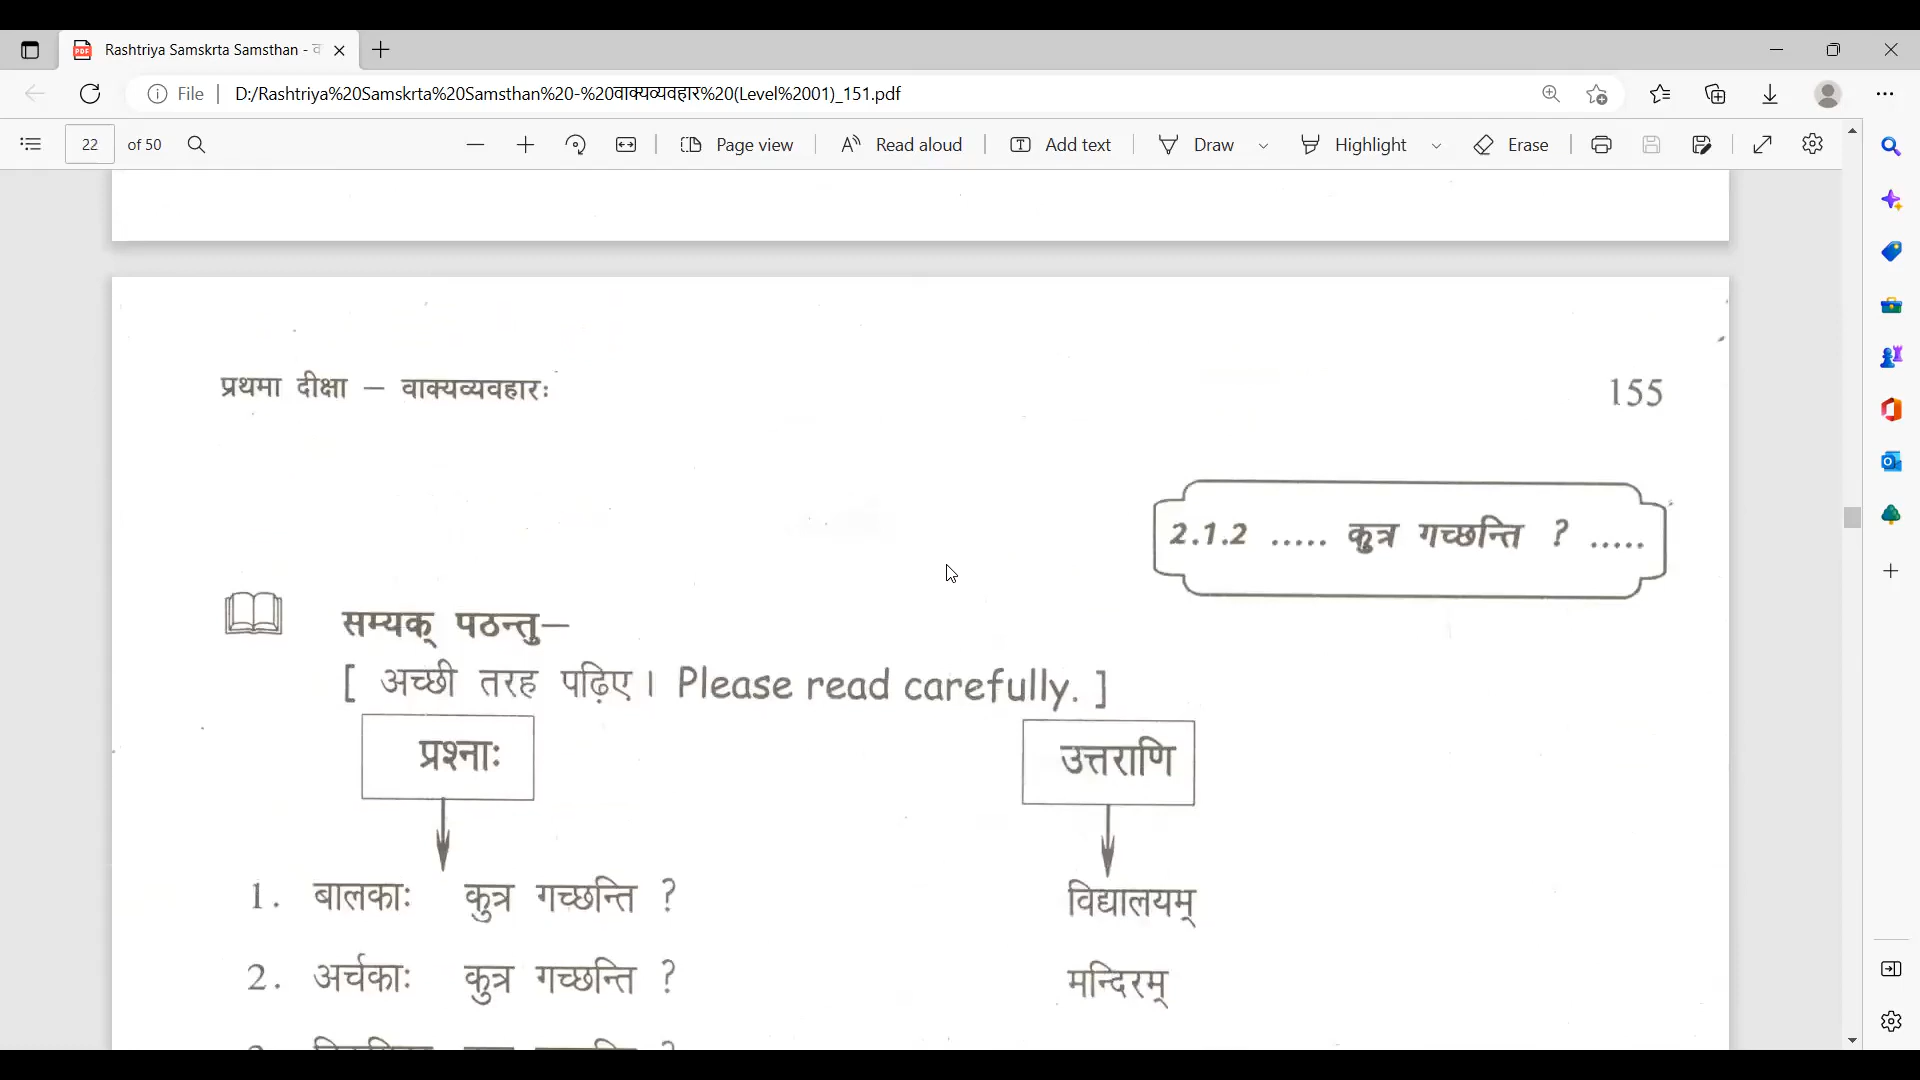 Rashtriya Samskrta Samsthan - व
File
D:/Rashtriya%20Samskrta%20Samsthan%20-%20वाक्यव्यवहार%20(Level%2001)_151.pdf
22 of 50
Page view
Read aloud
Add text
Draw
Highlight
Erase
प्रथमा दीक्षा – वाक्यव्यवहारः
155
2.1.2 ..... कुत्र गच्छन्ति ? .....
सम्यक् पठन्तु—
[ अच्छी तरह पढ़िए। Please read carefully. ]
प्रश्नाः
उत्तराणि
1. बालकाः कुत्र गच्छन्ति ? विद्यालयम्
2. अर्चकाः कुत्र गच्छन्ति ? मन्दिरम्